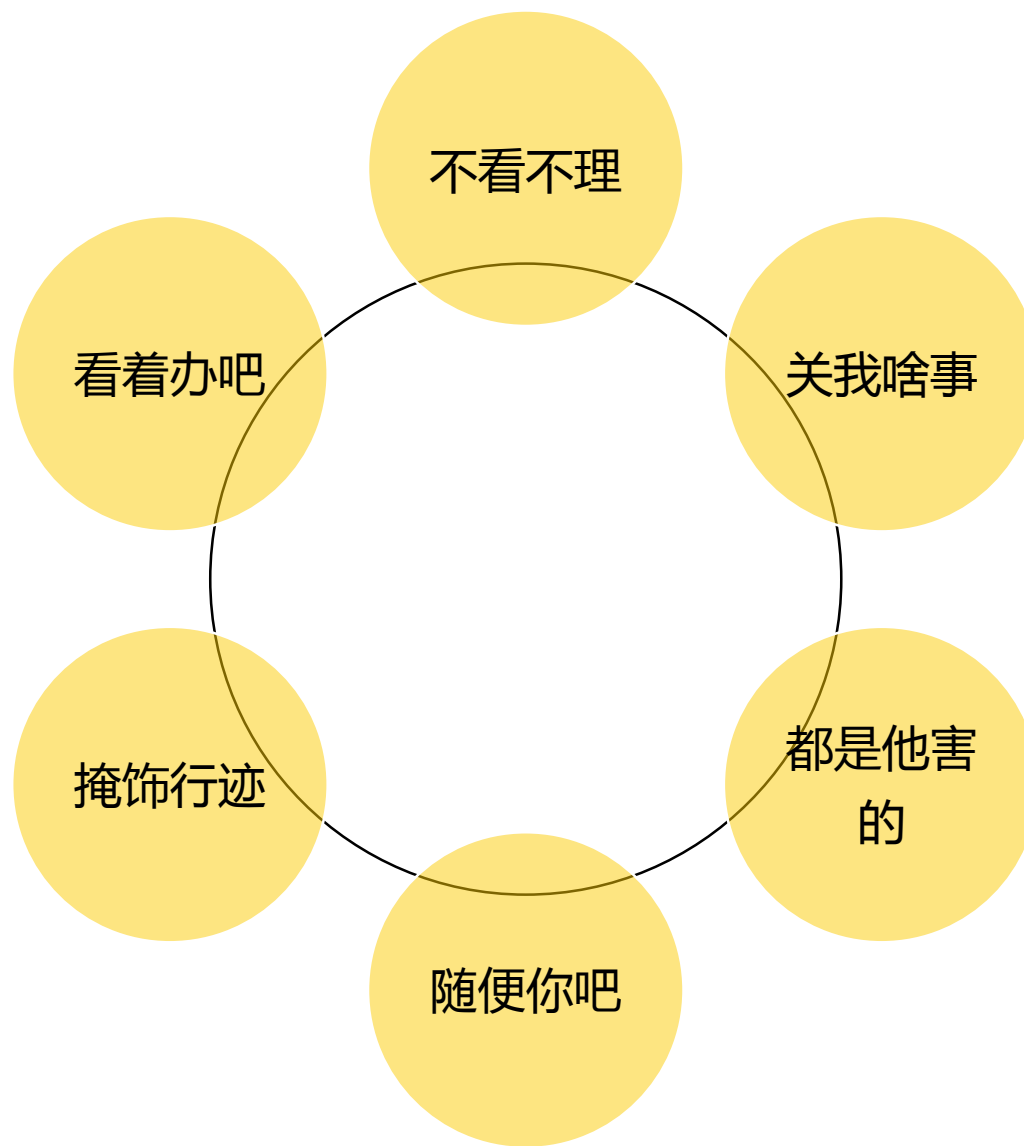 不看不理
关我啥事
都是他害
的
随便你吧
掩饰行迹
看着办吧